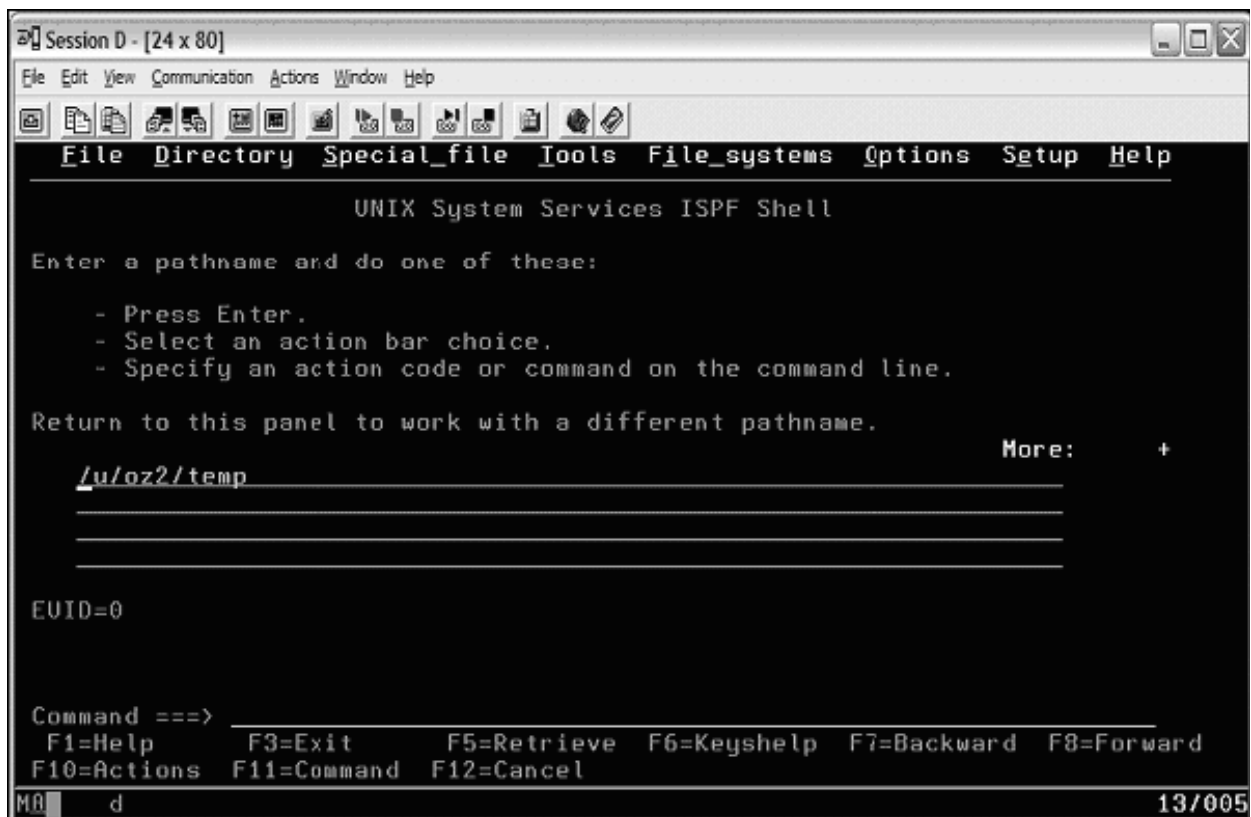 Session D - [24 x 80]
File Edit View Communication Actions Window Help
File Directory Special_file Tools File_systems Options Setup Help
UNIX System Services ISPF Shell
Enter a pathname and do one of these:
- Press Enter.
- Select an action bar choice.
- Specify an action code or command on the command line.
Return to this panel to work with a different pathname.
More: +
/u/oz2/temp
EUID=0
Command ===>
F1=Help F3=Exit F5=Retrieve F6=Keyshelp F7=Backward F8=Forward
F10=Actions F11=Command F12=Cancel
MA d 13/005